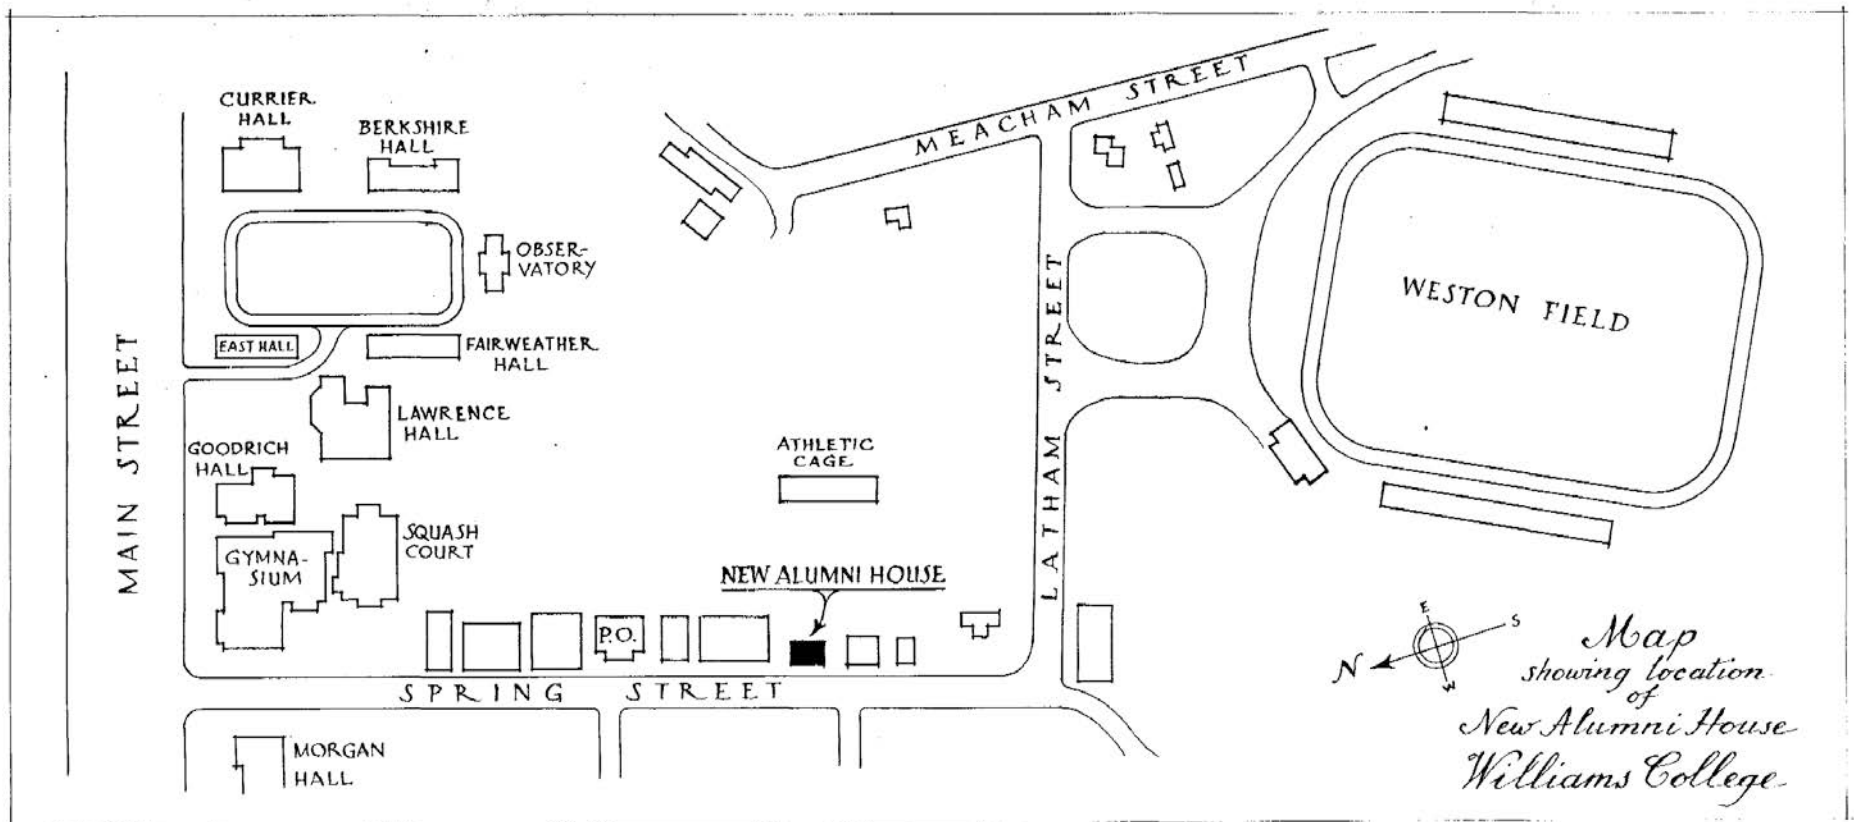 CURRIER
HALL
BERKSHIRE
HALL
MEACHAM STREET
OBSER-
VATORY
WESTON FIELD
EAST HALL
FAIRWEATHER
HALL
MAIN STREET
LATHAM STREET
LAWRENCE
HALL
GOODRICH
HALL
ATHLETIC
CAGE
SQUASH
COURT
GYMNA-
SIUM
NEW ALUMNI HOUSE
P.O.
SPRING STREET
MORGAN
HALL
E
S
N
W
Map
showing location
of
New Alumni House
Williams College